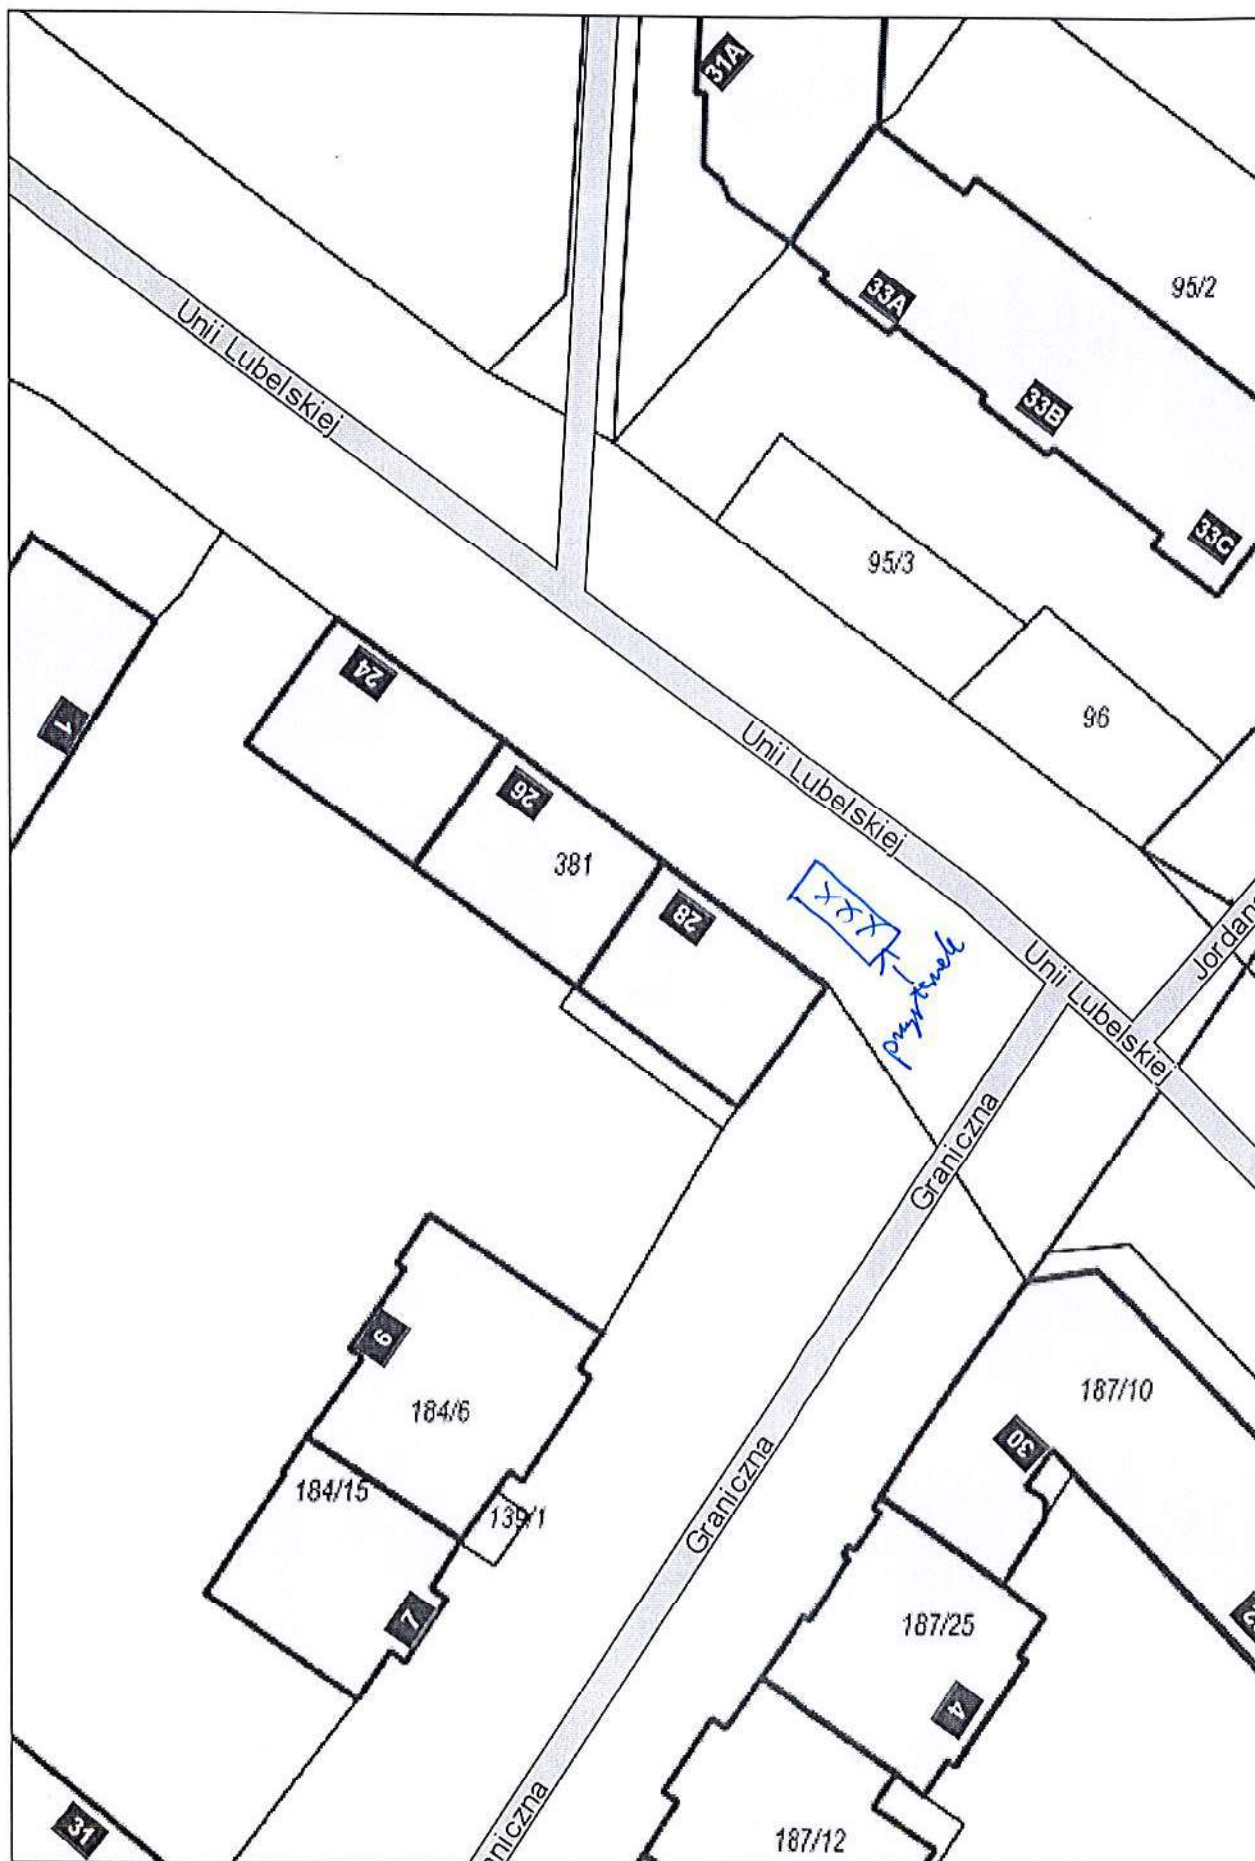 31A
95/2
33A
Unii Lubelskiej
33B
33C
95/3
24
1
96
Unii Lubelskiej
26
381
28
xxx
przystanek
Jordana
Unii Lubelskiej
Graniczna
9
187/10
184/6
30
Graniczna
184/15
139/1
7
187/25
4
31
187/12
aniczna